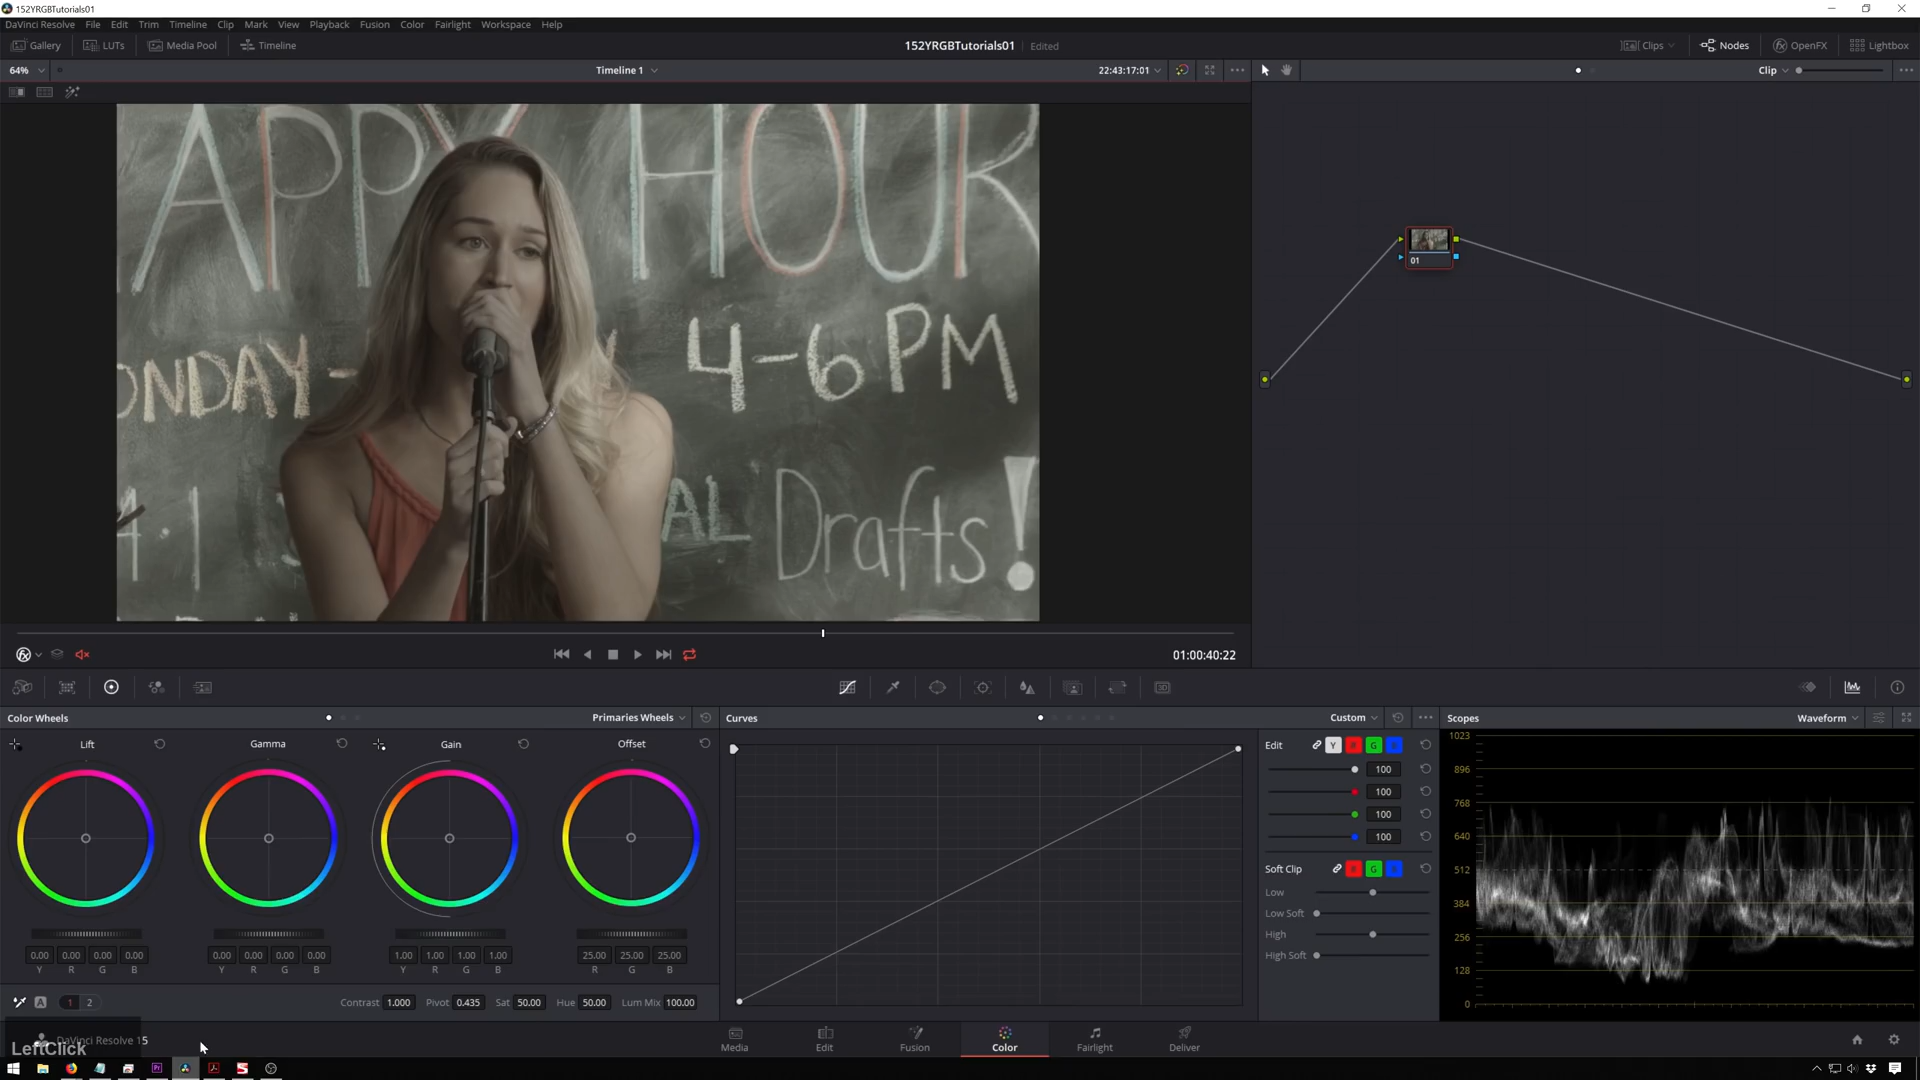 152YRGBTutorials01
DaVinci Resolve File Edit Trim Timeline Clip Mark View Playback Fusion Color Fairlight Workspace Help
Gallery LUTs Media Pool Timeline 152YRGBTutorials01 Edited Clips Nodes OpenFX Lightbox
64% Timeline 1 22:43:17:01 Clip
APPY HOUR
ONDAY - Y 4-6PM
4.1 AL Drafts!
01
01:00:40:22
Color Wheels Primaries Wheels Curves Custom Scopes Waveform
Lift Gamma Gain Offset
Edit Y R G B
100
100
100
100
Soft Clip R G B
Low
Low Soft
High
High Soft
1023
896
768
640
512
384
256
128
0
0.00 0.00 0.00 0.00 0.00 0.00 0.00 0.00 1.00 1.00 1.00 1.00 25.00 25.00 25.00
Y R G B Y R G B Y R G B R G B
A 1 2 Contrast 1.000 Pivot 0.435 Sat 50.00 Hue 50.00 Lum Mix 100.00
DaVinci Resolve 15
LeftClick
Media Edit Fusion Color Fairlight Deliver